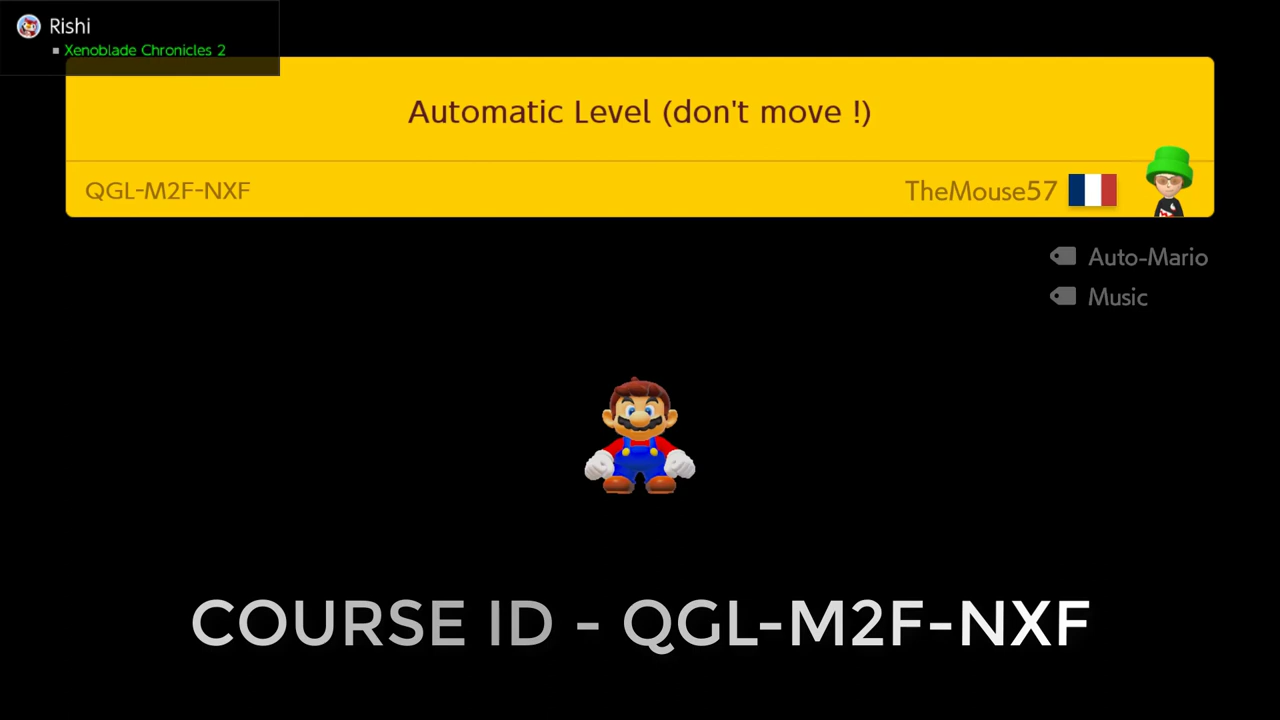 Rishi
Xenoblade Chronicles 2
Automatic Level (don't move !)
QGL-M2F-NXF
TheMouse57
Auto-Mario
Music
COURSE ID - QGL-M2F-NXF